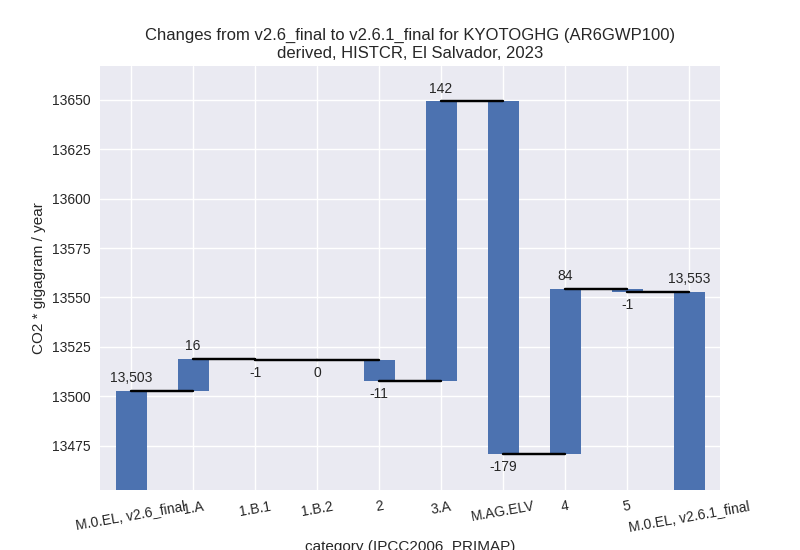 Changes from v2.6_final to v2.6.1_final for KYOTOGHG (AR6GWP100)
derived, HISTCR, El Salvador, 2023
CO2 * gigagram / year
13650
13625
13600
13575
13550
13525
13500
13475
13,503
16
-1
0
-11
142
-179
84
-1
13,553
M.0.EL, v2.6_final
1.A
1.B.1
1.B.2
2
3.A
M.AG.ELV
4
5
M.0.EL, v2.6.1_final
category (IPCC2006_PRIMAP)